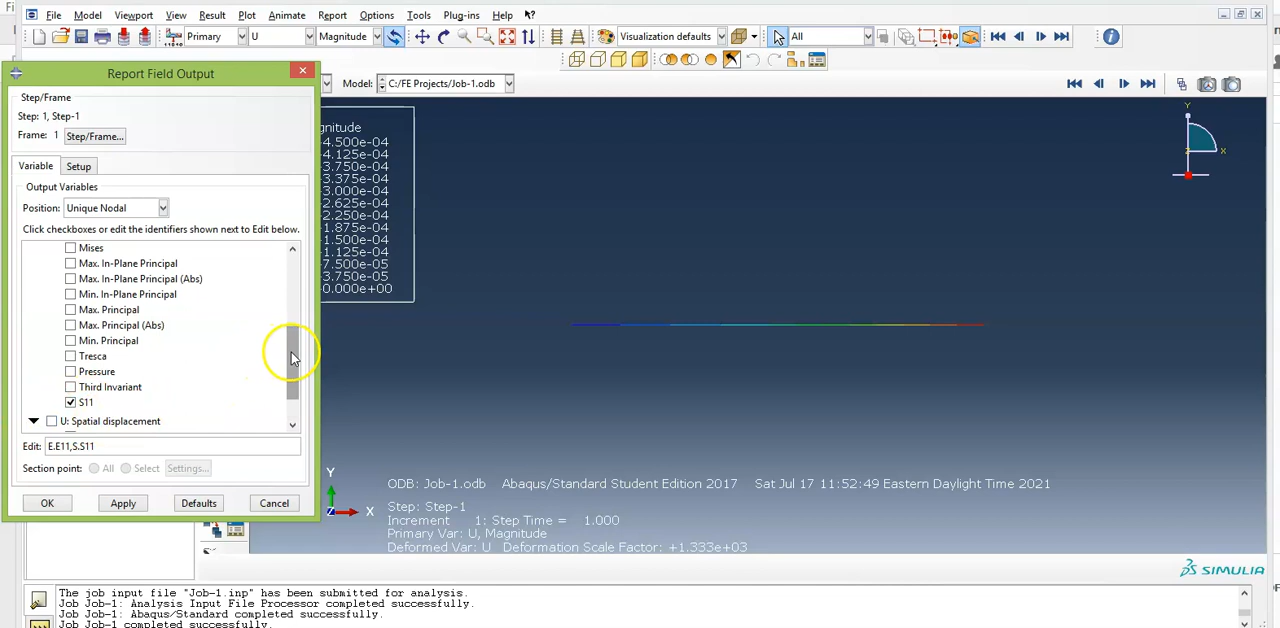 File Model Viewport View Result Plot Animate Report Options Tools Plug-ins Help
Primary U Magnitude Visualization defaults All
Report Field Output
Model: C:/FE Projects/Job-1.odb
Step/Frame
Step: 1, Step-1
Frame: 1 Step/Frame...
Variable Setup
Output Variables
Position: Unique Nodal
Click checkboxes or edit the identifiers shown next to Edit below.
Mises
Max. In-Plane Principal
Max. In-Plane Principal (Abs)
Min. In-Plane Principal
Max. Principal
Max. Principal (Abs)
Min. Principal
Tresca
Pressure
Third Invariant
S11
U: Spatial displacement
Edit: E.E11,S.S11
Section point: All Select Settings...
OK Apply Defaults Cancel
gnitude
4.500e-04
4.125e-04
3.750e-04
3.375e-04
3.000e-04
2.625e-04
2.250e-04
1.875e-04
1.500e-04
1.125e-04
7.500e-05
3.750e-05
0.000e+00
Y
X
Z
Y
X
Z
ODB: Job-1.odb Abaqus/Standard Student Edition 2017 Sat Jul 17 11:52:49 Eastern Daylight Time 2021
Step: Step-1
Increment 1: Step Time = 1.000
Primary Var: U, Magnitude
Deformed Var: U Deformation Scale Factor: +1.333e+03
SIMULIA
The job input file "Job-1.inp" has been submitted for analysis.
Job Job-1: Analysis Input File Processor completed successfully.
Job Job-1: Abaqus/Standard completed successfully.
Job Job-1 completed successfully.